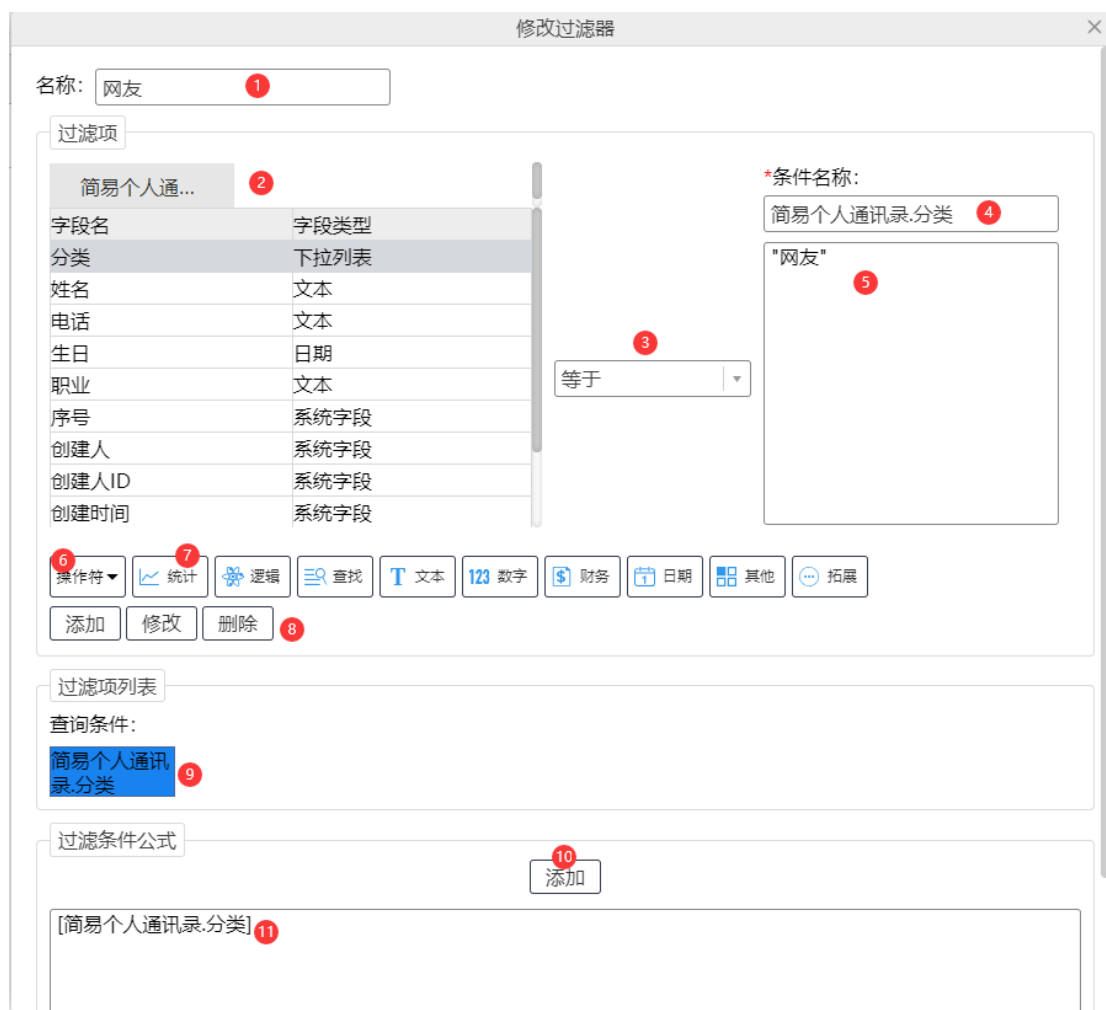 修改过滤器
名称: 网友 1
过滤项
简易个人通... 2
字段名 字段类型
分类 下拉列表
姓名 文本
电话 文本
生日 日期
职业 文本
序号 系统字段
创建人 系统字段
创建人ID 系统字段
创建时间 系统字段
3
等于
*条件名称:
简易个人通讯录.分类 4
"网友"
5
6 7
操作符 统计 逻辑 查找 T 文本 123 数字 $ 财务 1 日期 其他 拓展
添加 修改 删除 8
过滤项列表
查询条件:
简易个人通讯
录.分类 9
过滤条件公式
10
添加
[简易个人通讯录.分类] 11